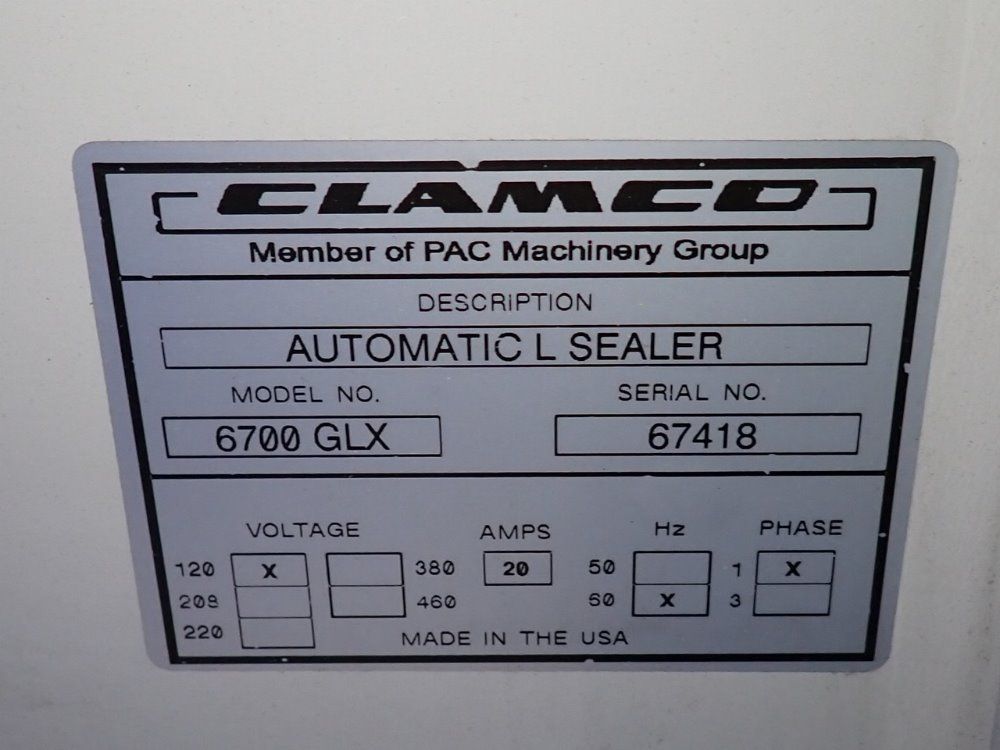 CLAMCO
Member of PAC Machinery Group
DESCRIPTION
AUTOMATIC L SEALER
MODEL NO. SERIAL NO.
6700 GLX 67418
VOLTAGE AMPS Hz PHASE
120 X 380 20 50 1 X
208 460 60 X 3
220 MADE IN THE USA